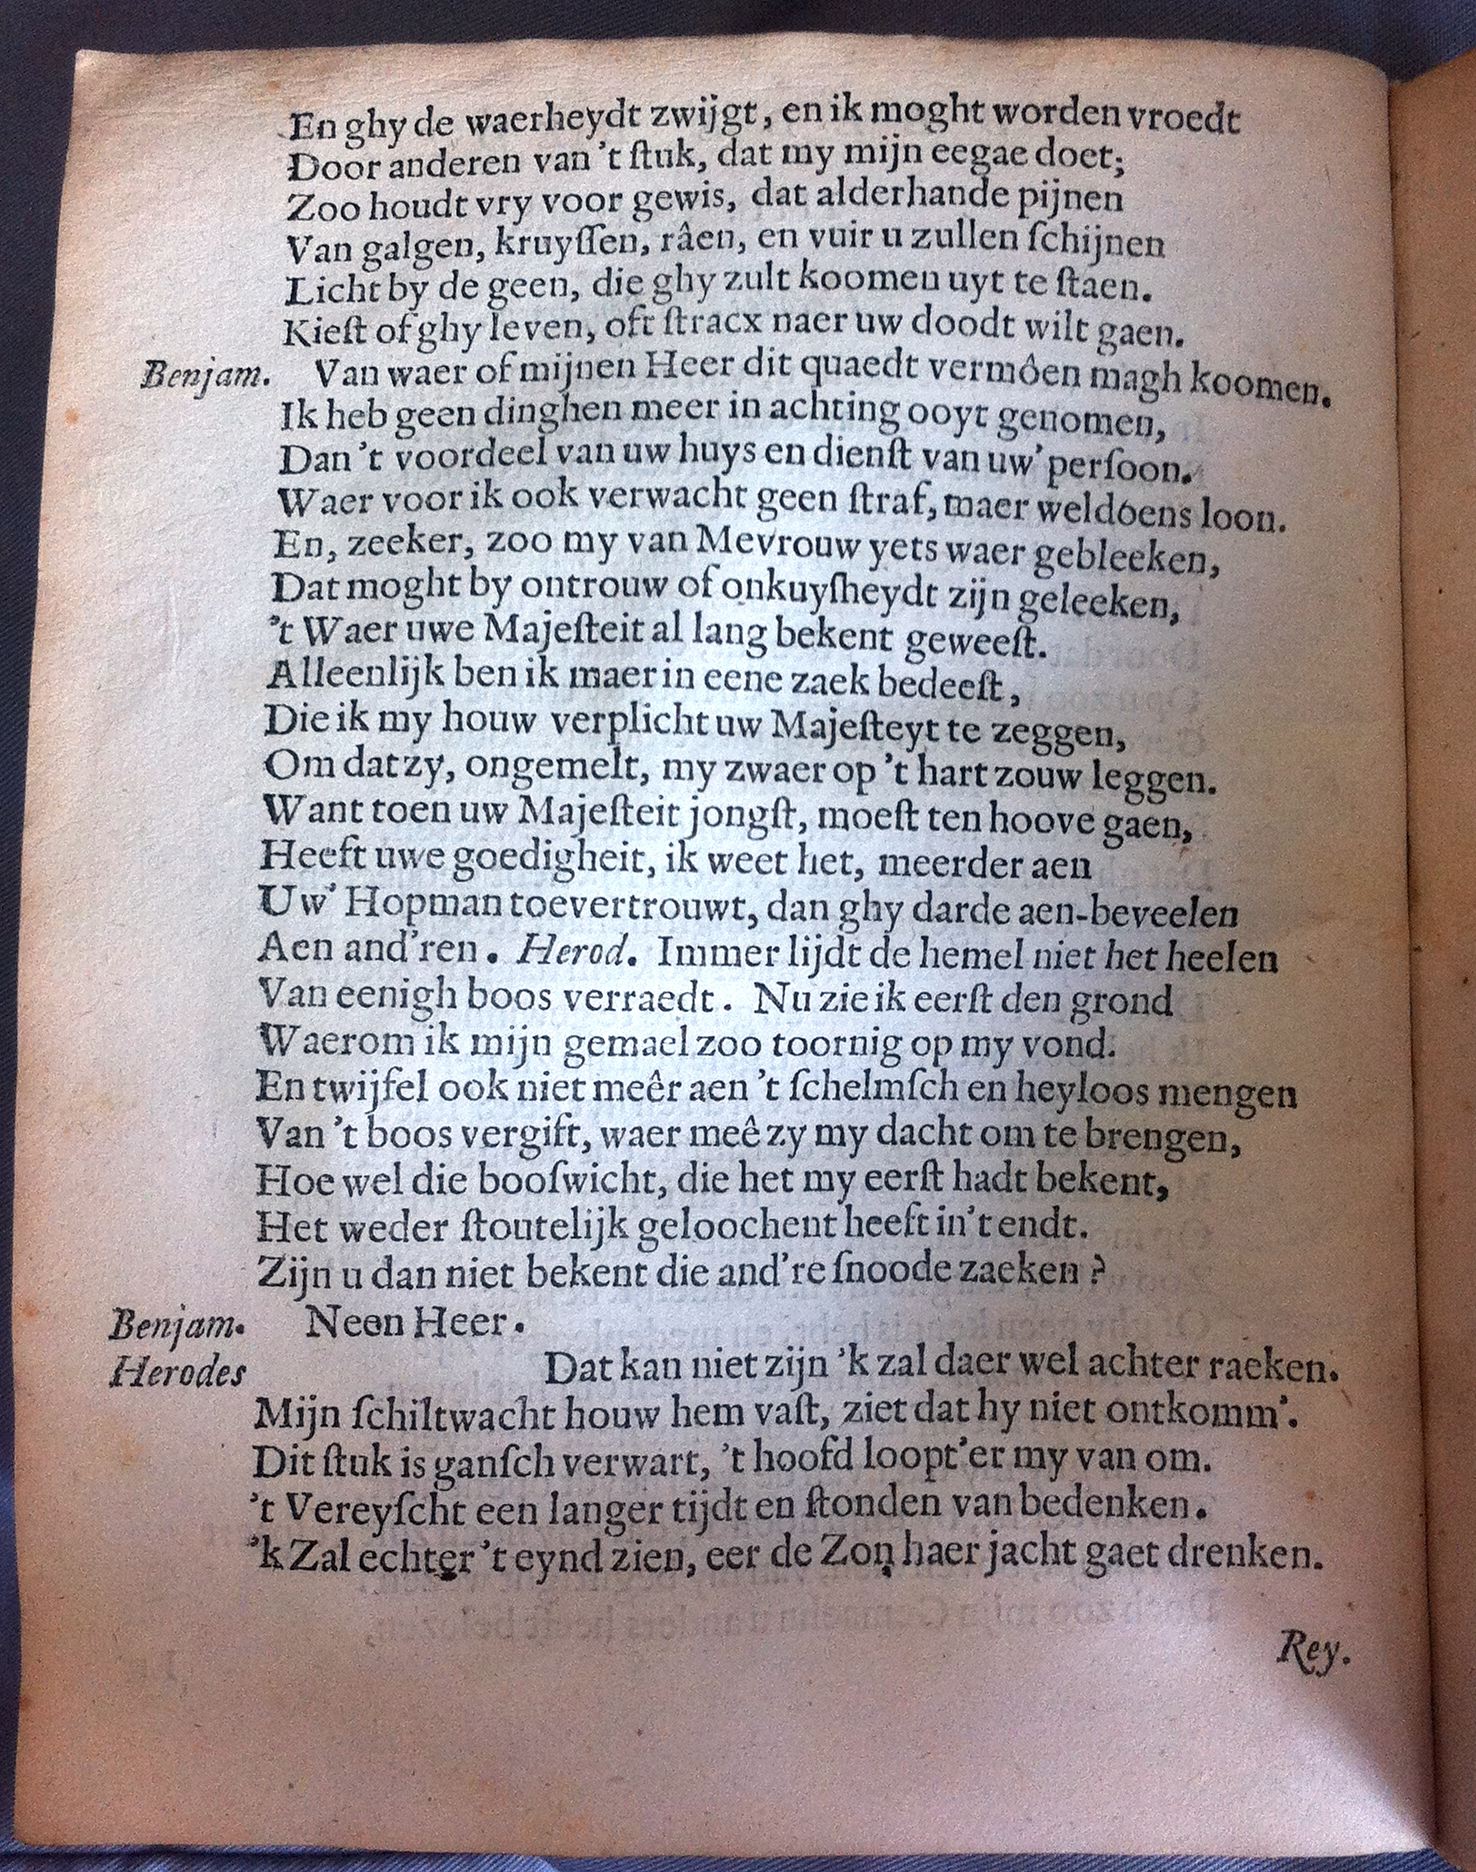 En ghy de waerheydt zwijgt, en ik moght worden vroedt
Door anderen van 't ſtuk, dat my mijn eegae doet;
Zoo houdt vry voor gewis, dat alderhande pijnen
Van galgen, kruyſſen, râen, en vuir u zullen ſchijnen
Licht by de geen, die ghy zult koomen uyt te ſtaen.
Kieſt of ghy leven, oft ſtracx naer uw doodt wilt gaen.
Benjam. Van waer of mijnen Heer dit quaedt vermôen magh koomen.
Ik heb geen dinghen meer in achting ooyt genomen,
Dan 't voordeel van uw huys en dienſt van uw' perſoon.
Waer voor ik ook verwacht geen ſtraf, maer weldoens loon.
En, zeeker, zoo my van Mevrouw yets waer gebleeken,
Dat moght by ontrouw of onkuyſheydt zijn geleeken,
't Waer uwe Majeſteit al lang bekent geweeſt.
Alleenlijk ben ik maer in eene zaek bedeeſt,
Die ik my houw verplicht uw Majeſteyt te zeggen,
Om dat zy, ongemelt, my zwaer op 't hart zouw leggen.
Want toen uw Majeſteit jongſt, moeſt ten hoove gaen,
Heeft uwe goedigheit, ik weet het, meerder aen
Uw' Hopman toevertrouwt, dan ghy darde aen-beveelen
Aen and'ren. Herod. Immer lijdt de hemel niet het heelen
Van eenigh boos verraedt. Nu zie ik eerſt den grond
Waerom ik mijn gemael zoo toornig op my vond.
En twijfel ook niet meêr aen 't ſchelmſch en heyloos mengen
Van 't boos vergift, waer meê zy my dacht om te brengen,
Hoe wel die booſwicht, die het my eerſt hadt bekent,
Het weder ſtoutelijk geloochent heeft in't endt.
Zijn u dan niet bekent die and're ſnoode zaeken?
Benjam. Neen Heer.
Herodes Dat kan niet zijn 'k zal daer wel achter raeken.
Mijn ſchiltwacht houw hem vaſt, ziet dat hy niet ontkomm'.
Dit ſtuk is ganſch verwart, 't hoofd loopt'er my van om.
't Vereyſcht een langer tijdt en ſtonden van bedenken.
'k Zal echter 't eynd zien, eer de Zon haer jacht gaet drenken.
Rey.